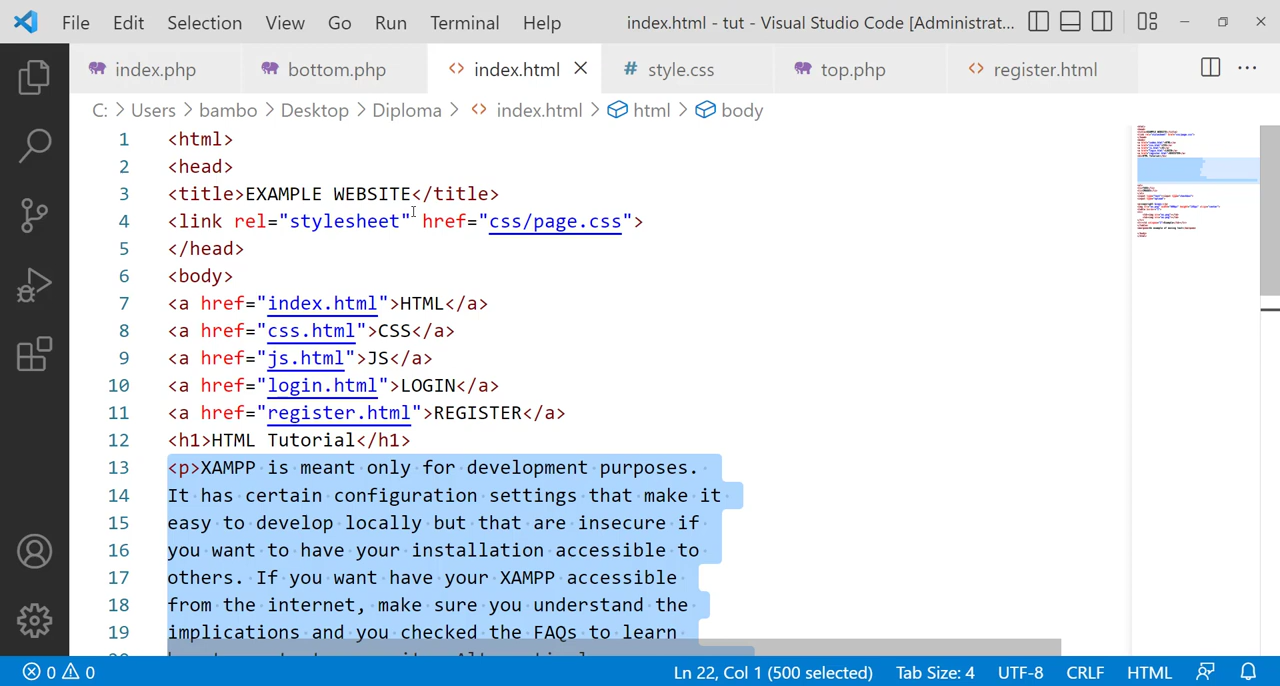 File Edit Selection View Go Run Terminal Help index.html - tut - Visual Studio Code [Administrat...
index.php bottom.php index.html style.css top.php register.html
C: > Users > bambo > Desktop > Diploma > index.html > html > body
1 <html>
2 <head>
3 <title>EXAMPLE WEBSITE</title>
4 <link rel="stylesheet" href="css/page.css">
5 </head>
6 <body>
7 <a href="index.html">HTML</a>
8 <a href="css.html">CSS</a>
9 <a href="js.html">JS</a>
10 <a href="login.html">LOGIN</a>
11 <a href="register.html">REGISTER</a>
12 <h1>HTML Tutorial</h1>
13 <p>XAMPP is meant only for development purposes.
14 It has certain configuration settings that make it
15 easy to develop locally but that are insecure if
16 you want to have your installation accessible to
17 others. If you want have your XAMPP accessible
18 from the internet, make sure you understand the
19 implications and you checked the FAQs to learn
0 0 Ln 22, Col 1 (500 selected) Tab Size: 4 UTF-8 CRLF HTML